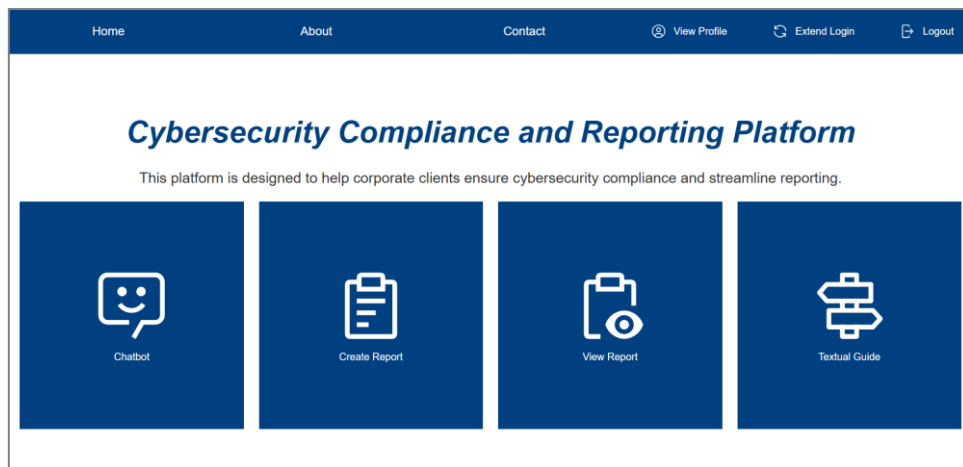 Home About Contact View Profile Extend Login Logout
Cybersecurity Compliance and Reporting Platform
This platform is designed to help corporate clients ensure cybersecurity compliance and streamline reporting.
Chatbot Create Report View Report Textual Guide